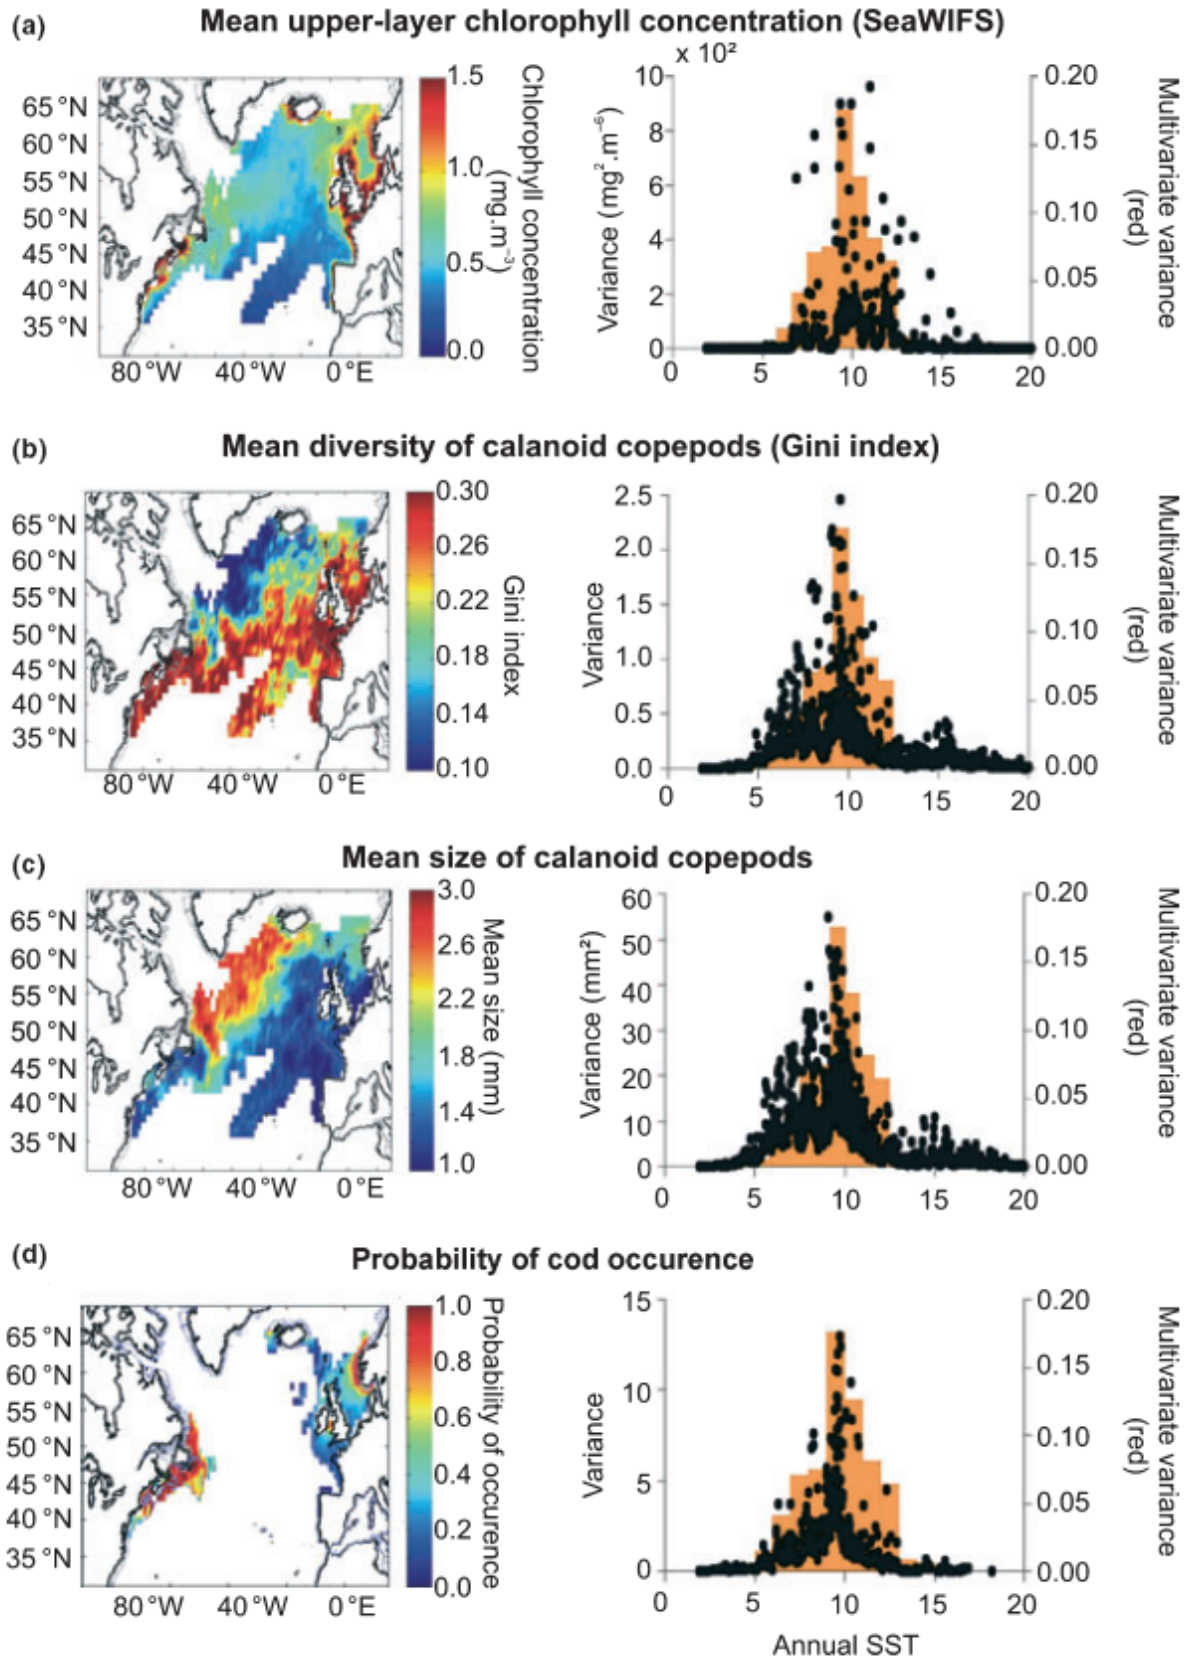 (a) Mean upper-layer chlorophyll concentration (SeaWIFS)
65 °N
60 °N
55 °N
50 °N
45 °N
40 °N
35 °N
80 °W 40 °W 0 °E
1.5
1.0
0.5
0.0
Chlorophyll concentration
(mg.m⁻³)
x 10²
10
8
6
4
2
0
Variance (mg².m⁻⁶)
0 5 10 15 20
0.20
0.15
0.10
0.05
0.00
Multivariate variance
(red)
(b) Mean diversity of calanoid copepods (Gini index)
65 °N
60 °N
55 °N
50 °N
45 °N
40 °N
35 °N
80 °W 40 °W 0 °E
0.30
0.26
0.22
0.18
0.14
0.10
Gini index
2.5
2.0
1.5
1.0
0.5
0.0
Variance
0 5 10 15 20
0.20
0.15
0.10
0.05
0.00
Multivariate variance
(red)
(c) Mean size of calanoid copepods
65 °N
60 °N
55 °N
50 °N
45 °N
40 °N
35 °N
80 °W 40 °W 0 °E
3.0
2.6
2.2
1.8
1.4
1.0
Mean size (mm)
60
50
40
30
20
10
0
Variance (mm²)
0 5 10 15 20
0.20
0.15
0.10
0.05
0.00
Multivariate variance
(red)
(d) Probability of cod occurence
65 °N
60 °N
55 °N
50 °N
45 °N
40 °N
35 °N
80 °W 40 °W 0 °E
1.0
0.8
0.6
0.4
0.2
0.0
Probability of occurence
15
10
5
0
Variance
0 5 10 15 20
Annual SST
0.20
0.15
0.10
0.05
0.00
Multivariate variance
(red)